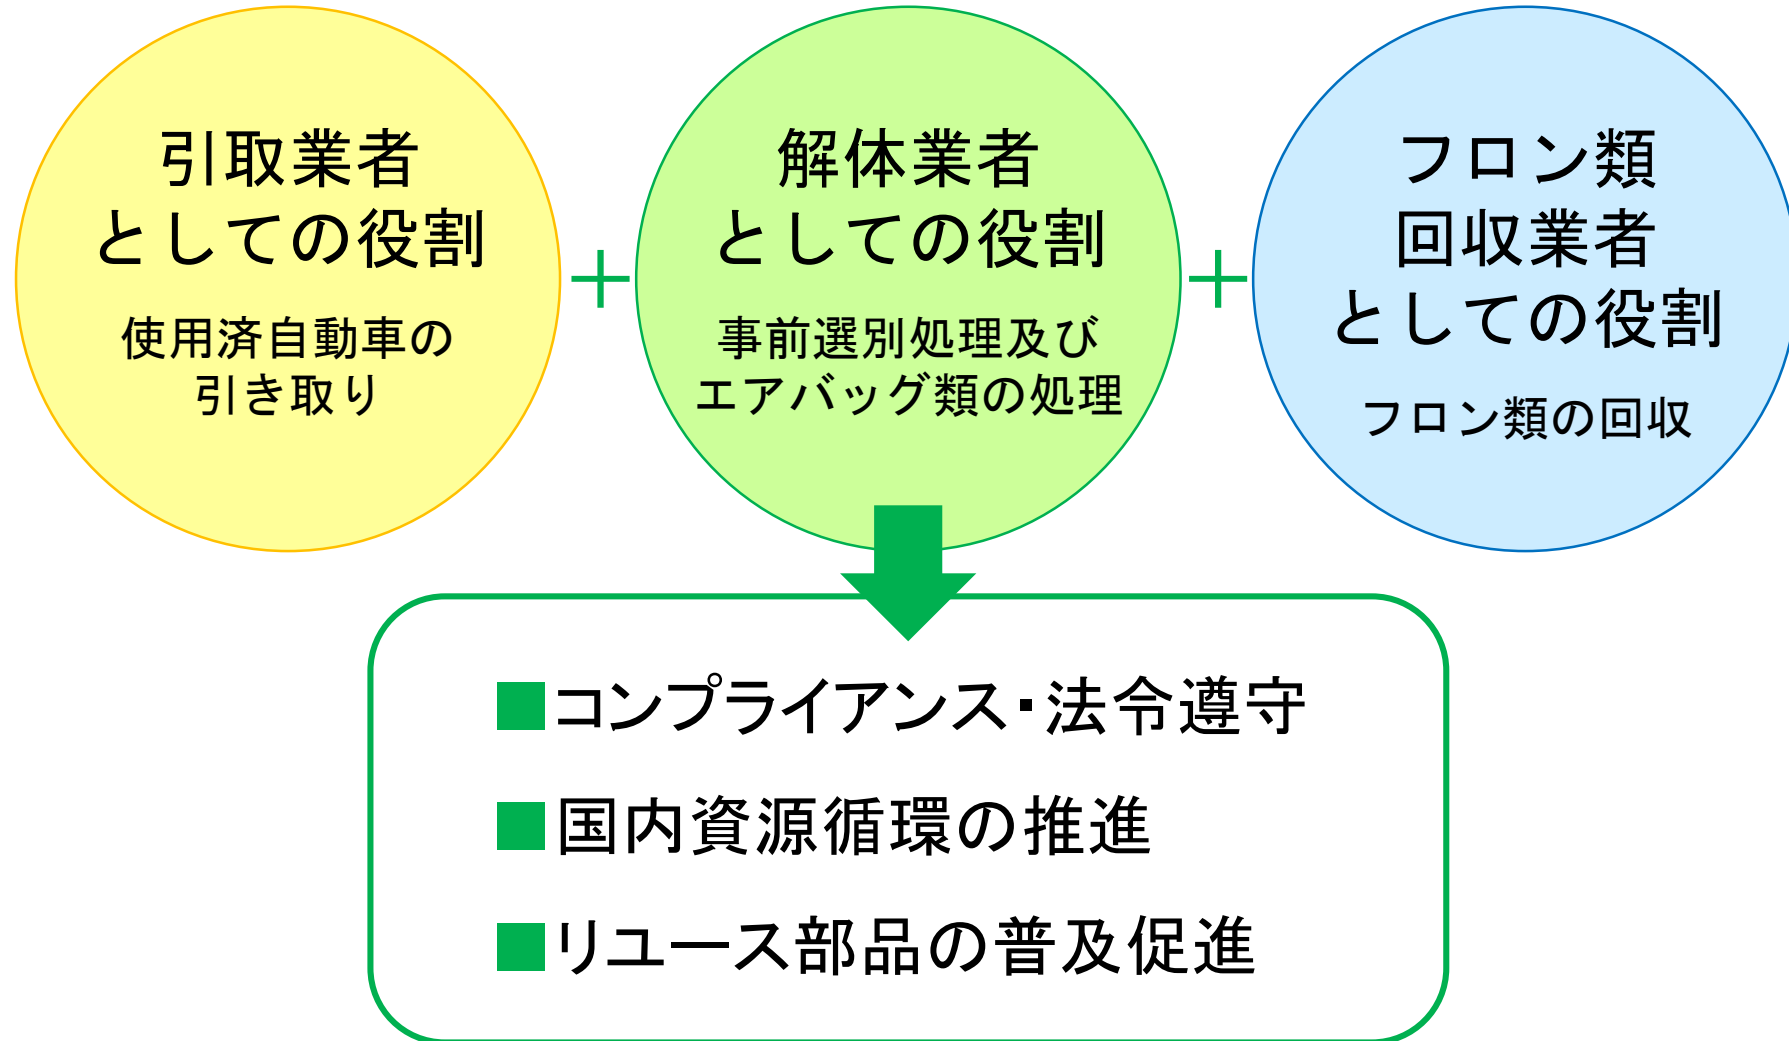 引取業者
としての役割
使用済自動車の
引き取り
＋
解体業者
としての役割
事前選別処理及び
エアバッグ類の処理
＋
フロン類
回収業者
としての役割
フロン類の回収
■コンプライアンス・法令遵守
■国内資源循環の推進
■リユース部品の普及促進